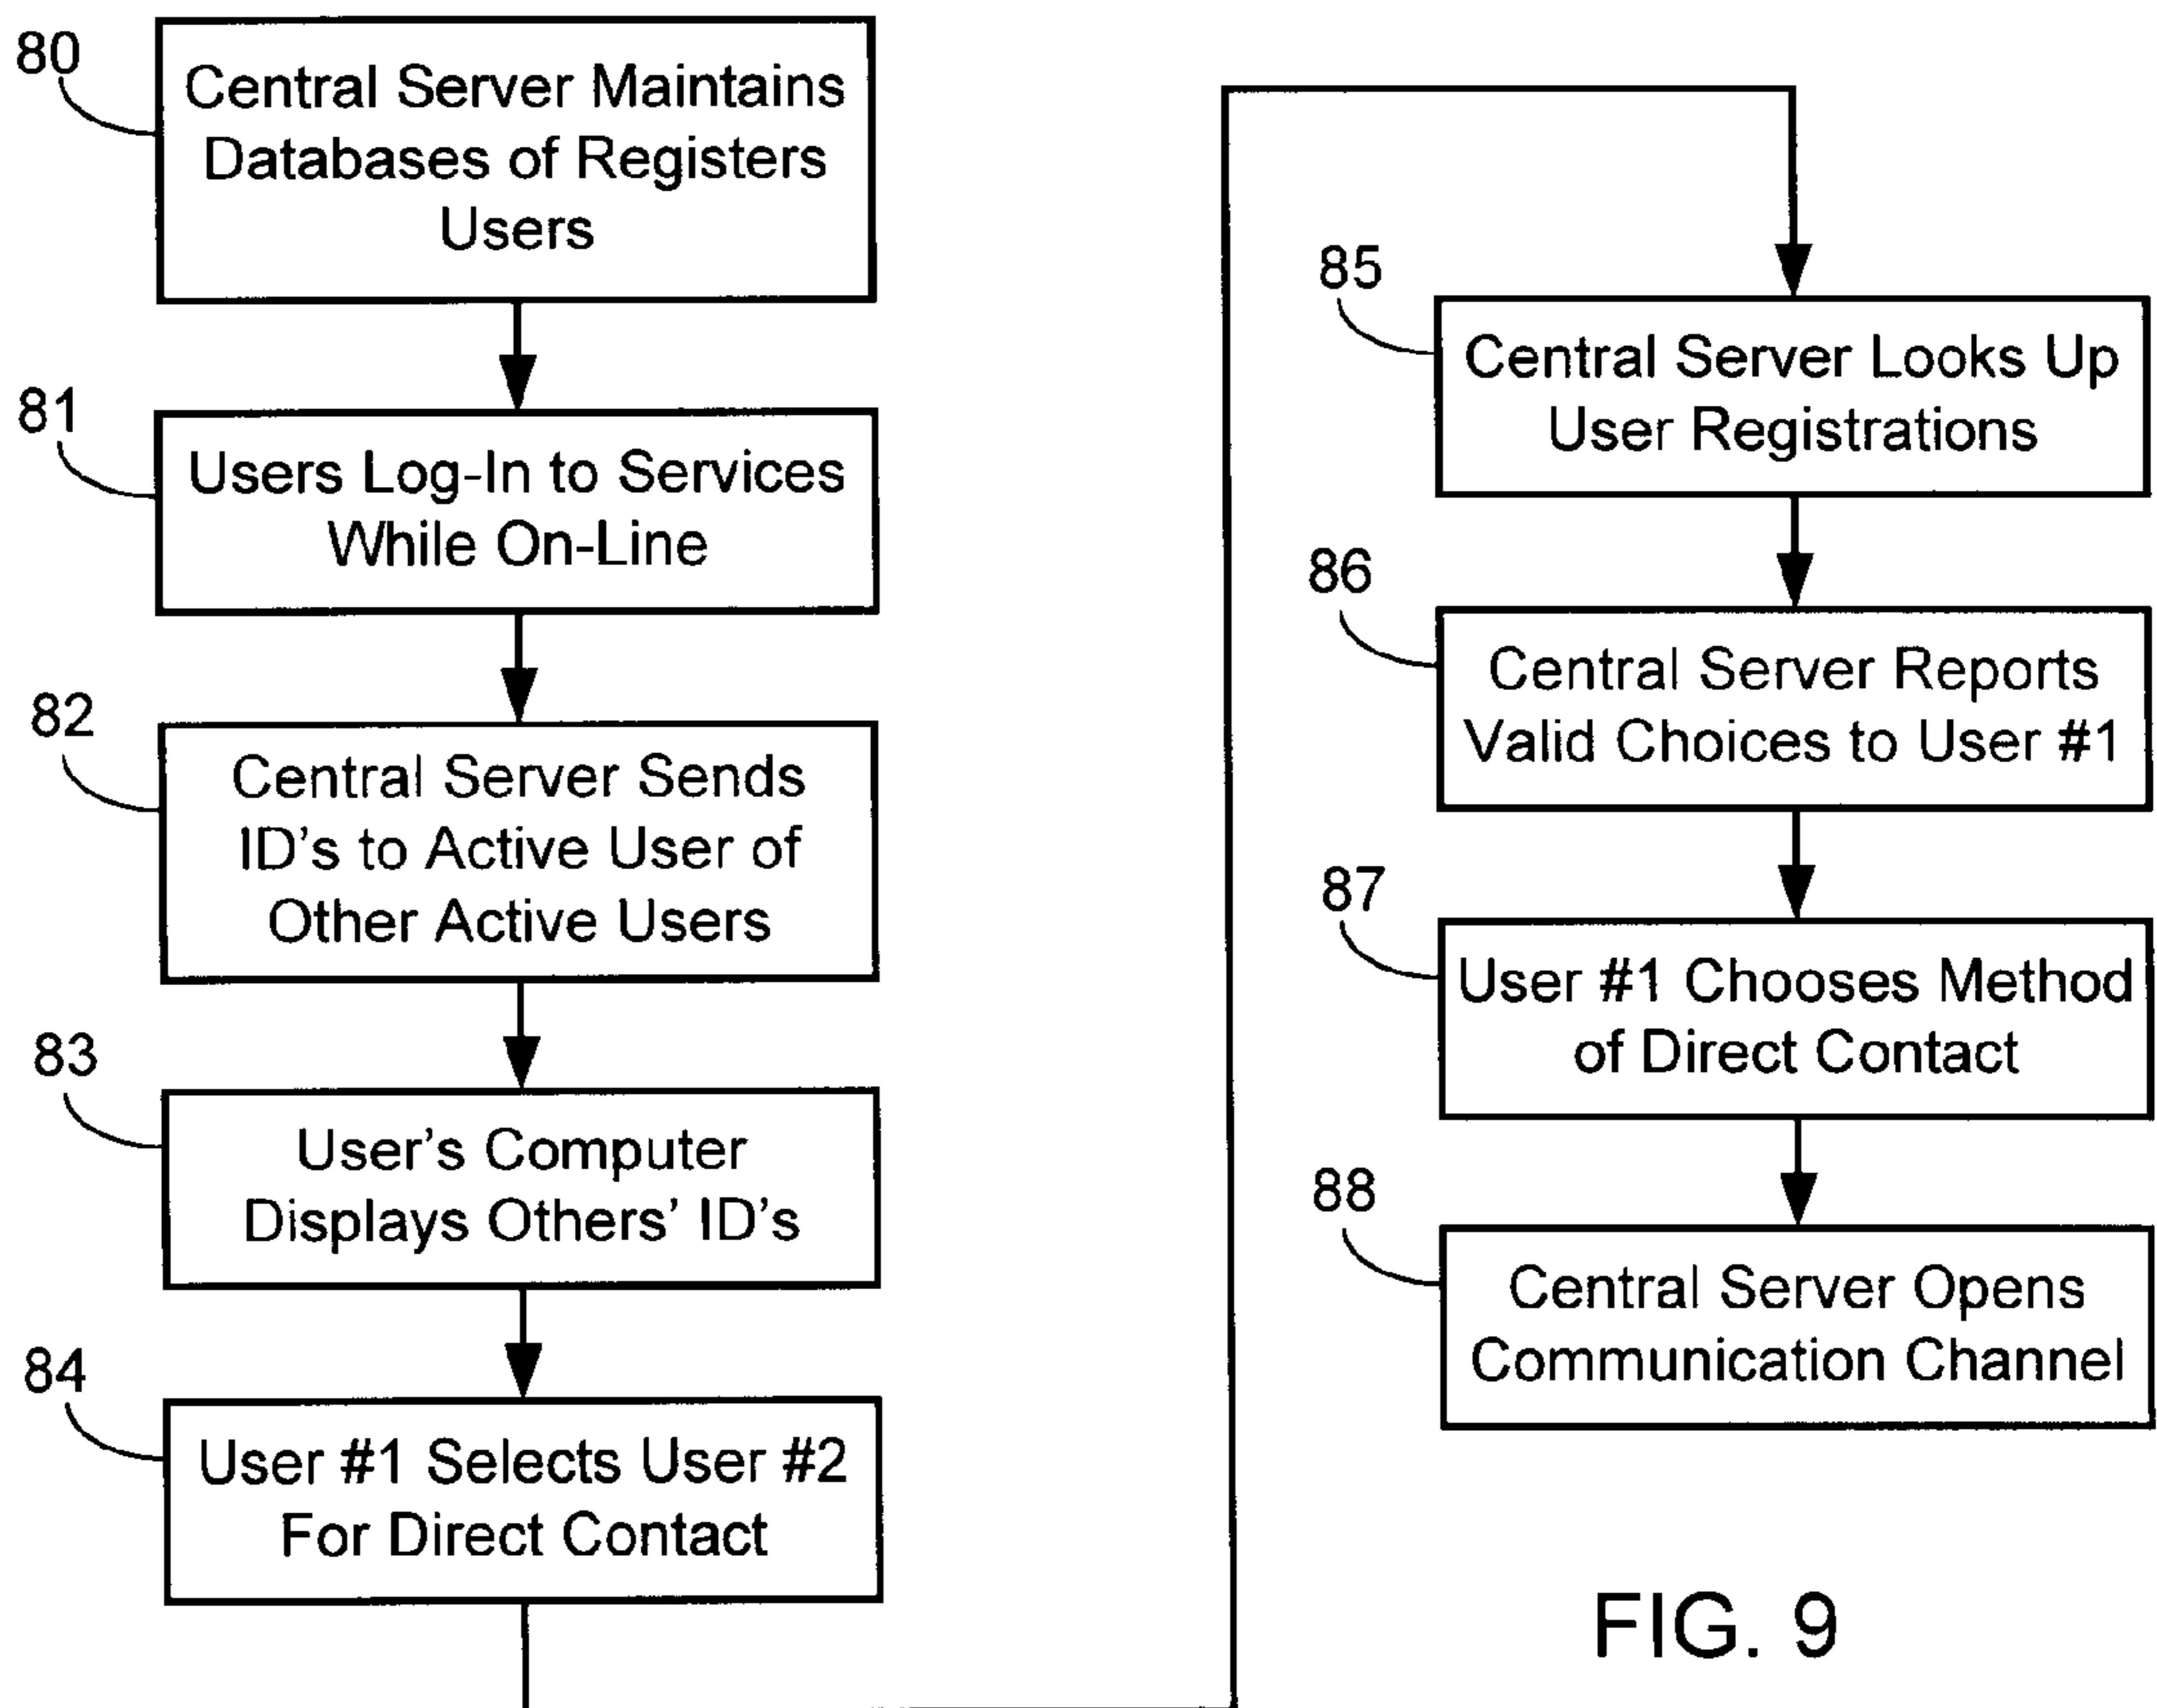 80
Central Server Maintains
Databases of Registers
Users
81
Users Log-In to Services
While On-Line
82
Central Server Sends
ID's to Active User of
Other Active Users
83
User's Computer
Displays Others' ID's
84
User #1 Selects User #2
For Direct Contact
85
Central Server Looks Up
User Registrations
86
Central Server Reports
Valid Choices to User #1
87
User #1 Chooses Method
of Direct Contact
88
Central Server Opens
Communication Channel
FIG. 9